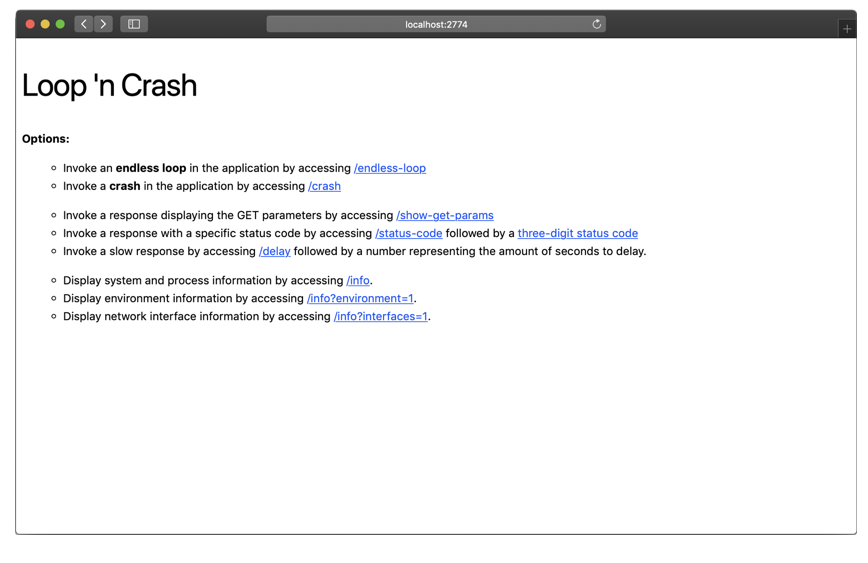 localhost:2774
Loop 'n Crash
Options:
Invoke an endless loop in the application by accessing /endless-loop
Invoke a crash in the application by accessing /crash
Invoke a response displaying the GET parameters by accessing /show-get-params
Invoke a response with a specific status code by accessing /status-code followed by a three-digit status code
Invoke a slow response by accessing /delay followed by a number representing the amount of seconds to delay.
Display system and process information by accessing /info.
Display environment information by accessing /info?environment=1.
Display network interface information by accessing /info?interfaces=1.